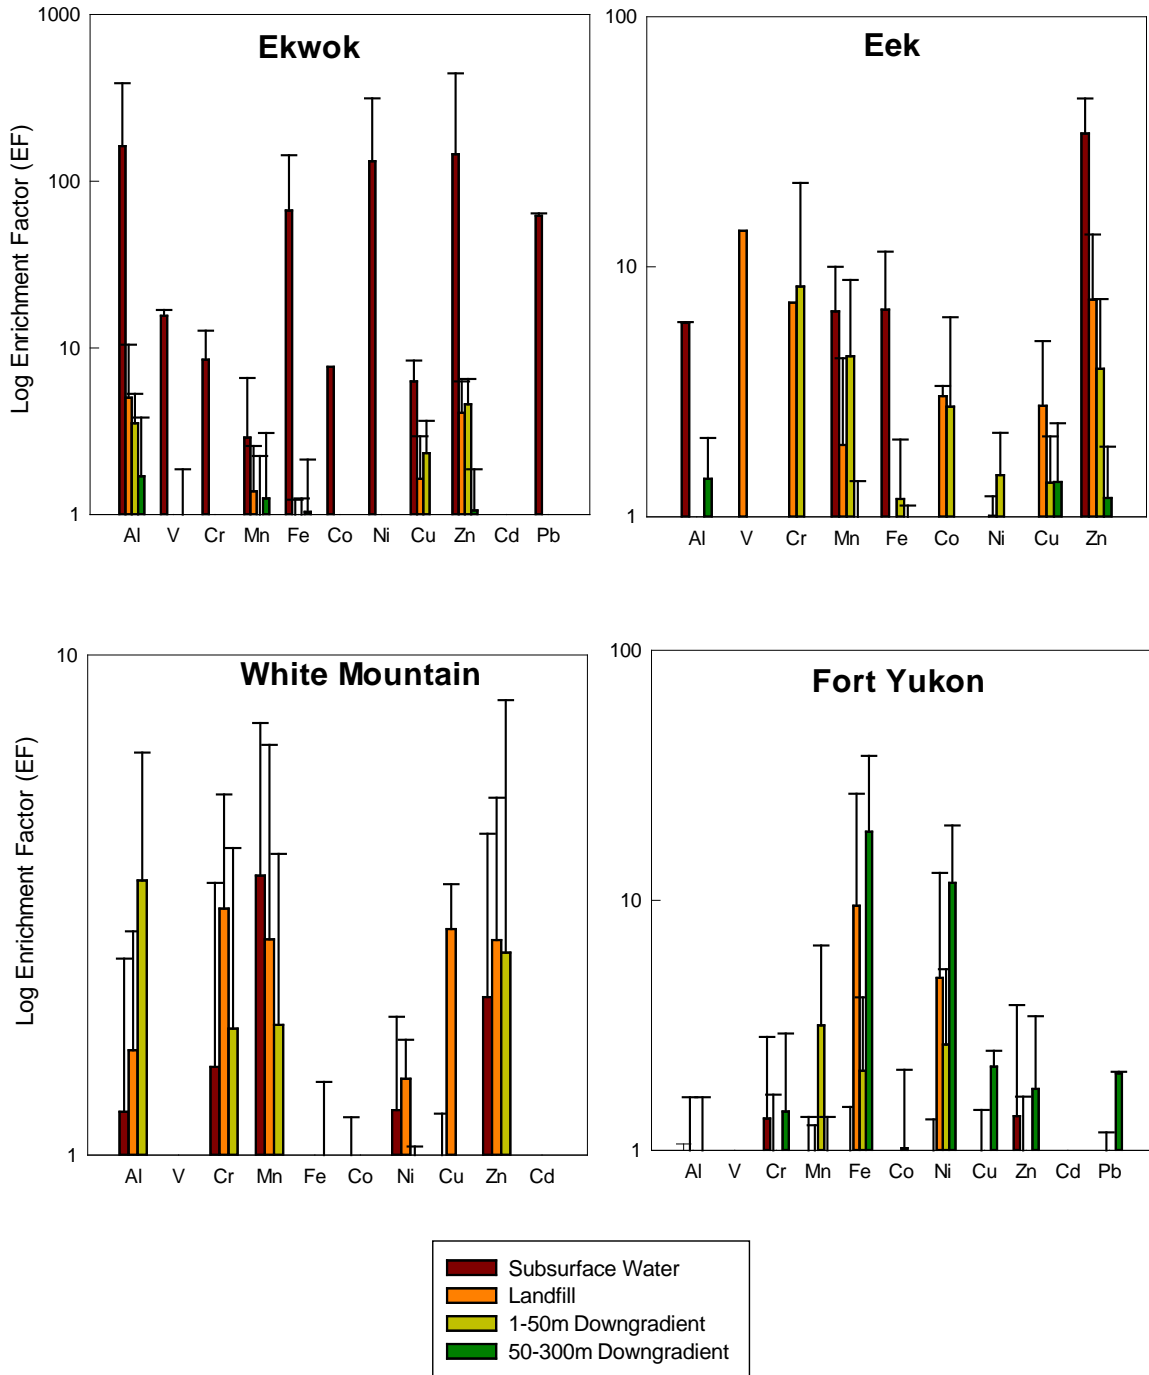 Ekwok
Log Enrichment Factor (EF)
1000
100
10
1
Al V Cr Mn Fe Co Ni Cu Zn Cd Pb
Eek
100
10
1
Al V Cr Mn Fe Co Ni Cu Zn
White Mountain
Log Enrichment Factor (EF)
10
1
Al V Cr Mn Fe Co Ni Cu Zn Cd
Fort Yukon
100
10
1
Al V Cr Mn Fe Co Ni Cu Zn Cd Pb
Subsurface Water
Landfill
1-50m Downgradient
50-300m Downgradient